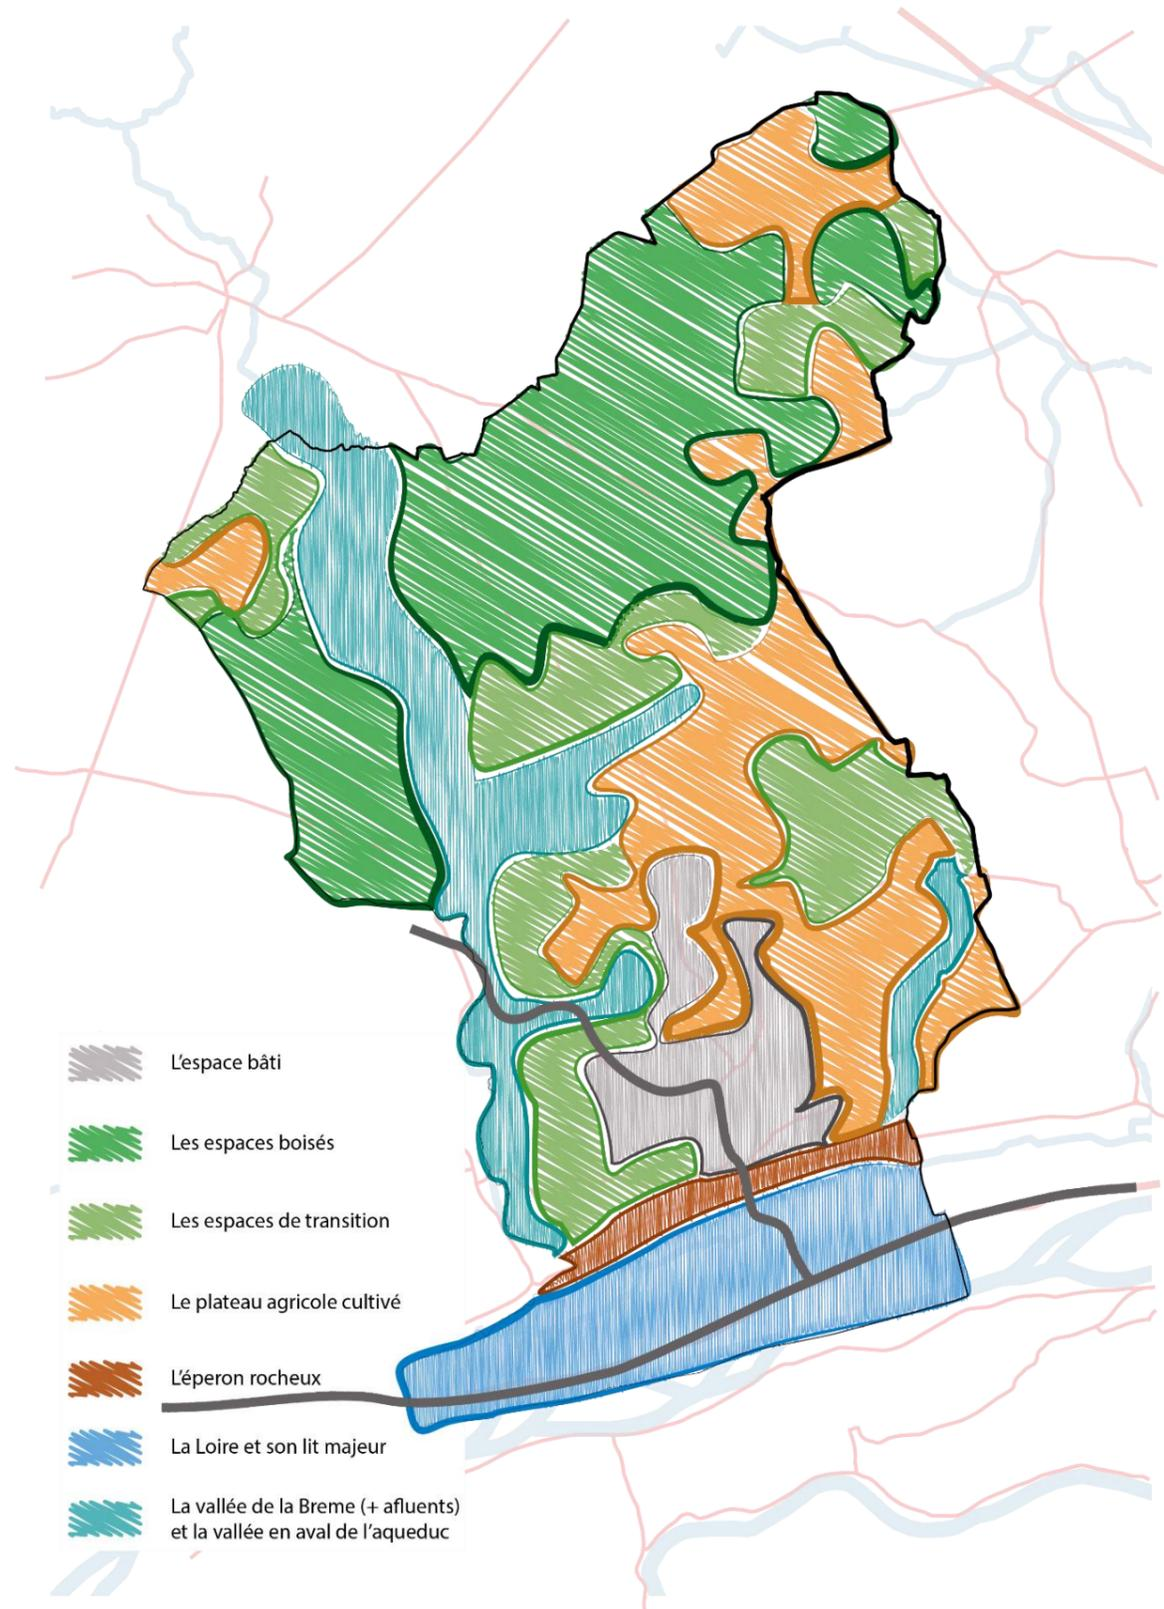 L'espace bâti
Les espaces boisés
Les espaces de transition
Le plateau agricole cultivé
L'éperon rocheux
La Loire et son lit majeur
La vallée de la Breme (+ afluents)
et la vallée en aval de l'aqueduc